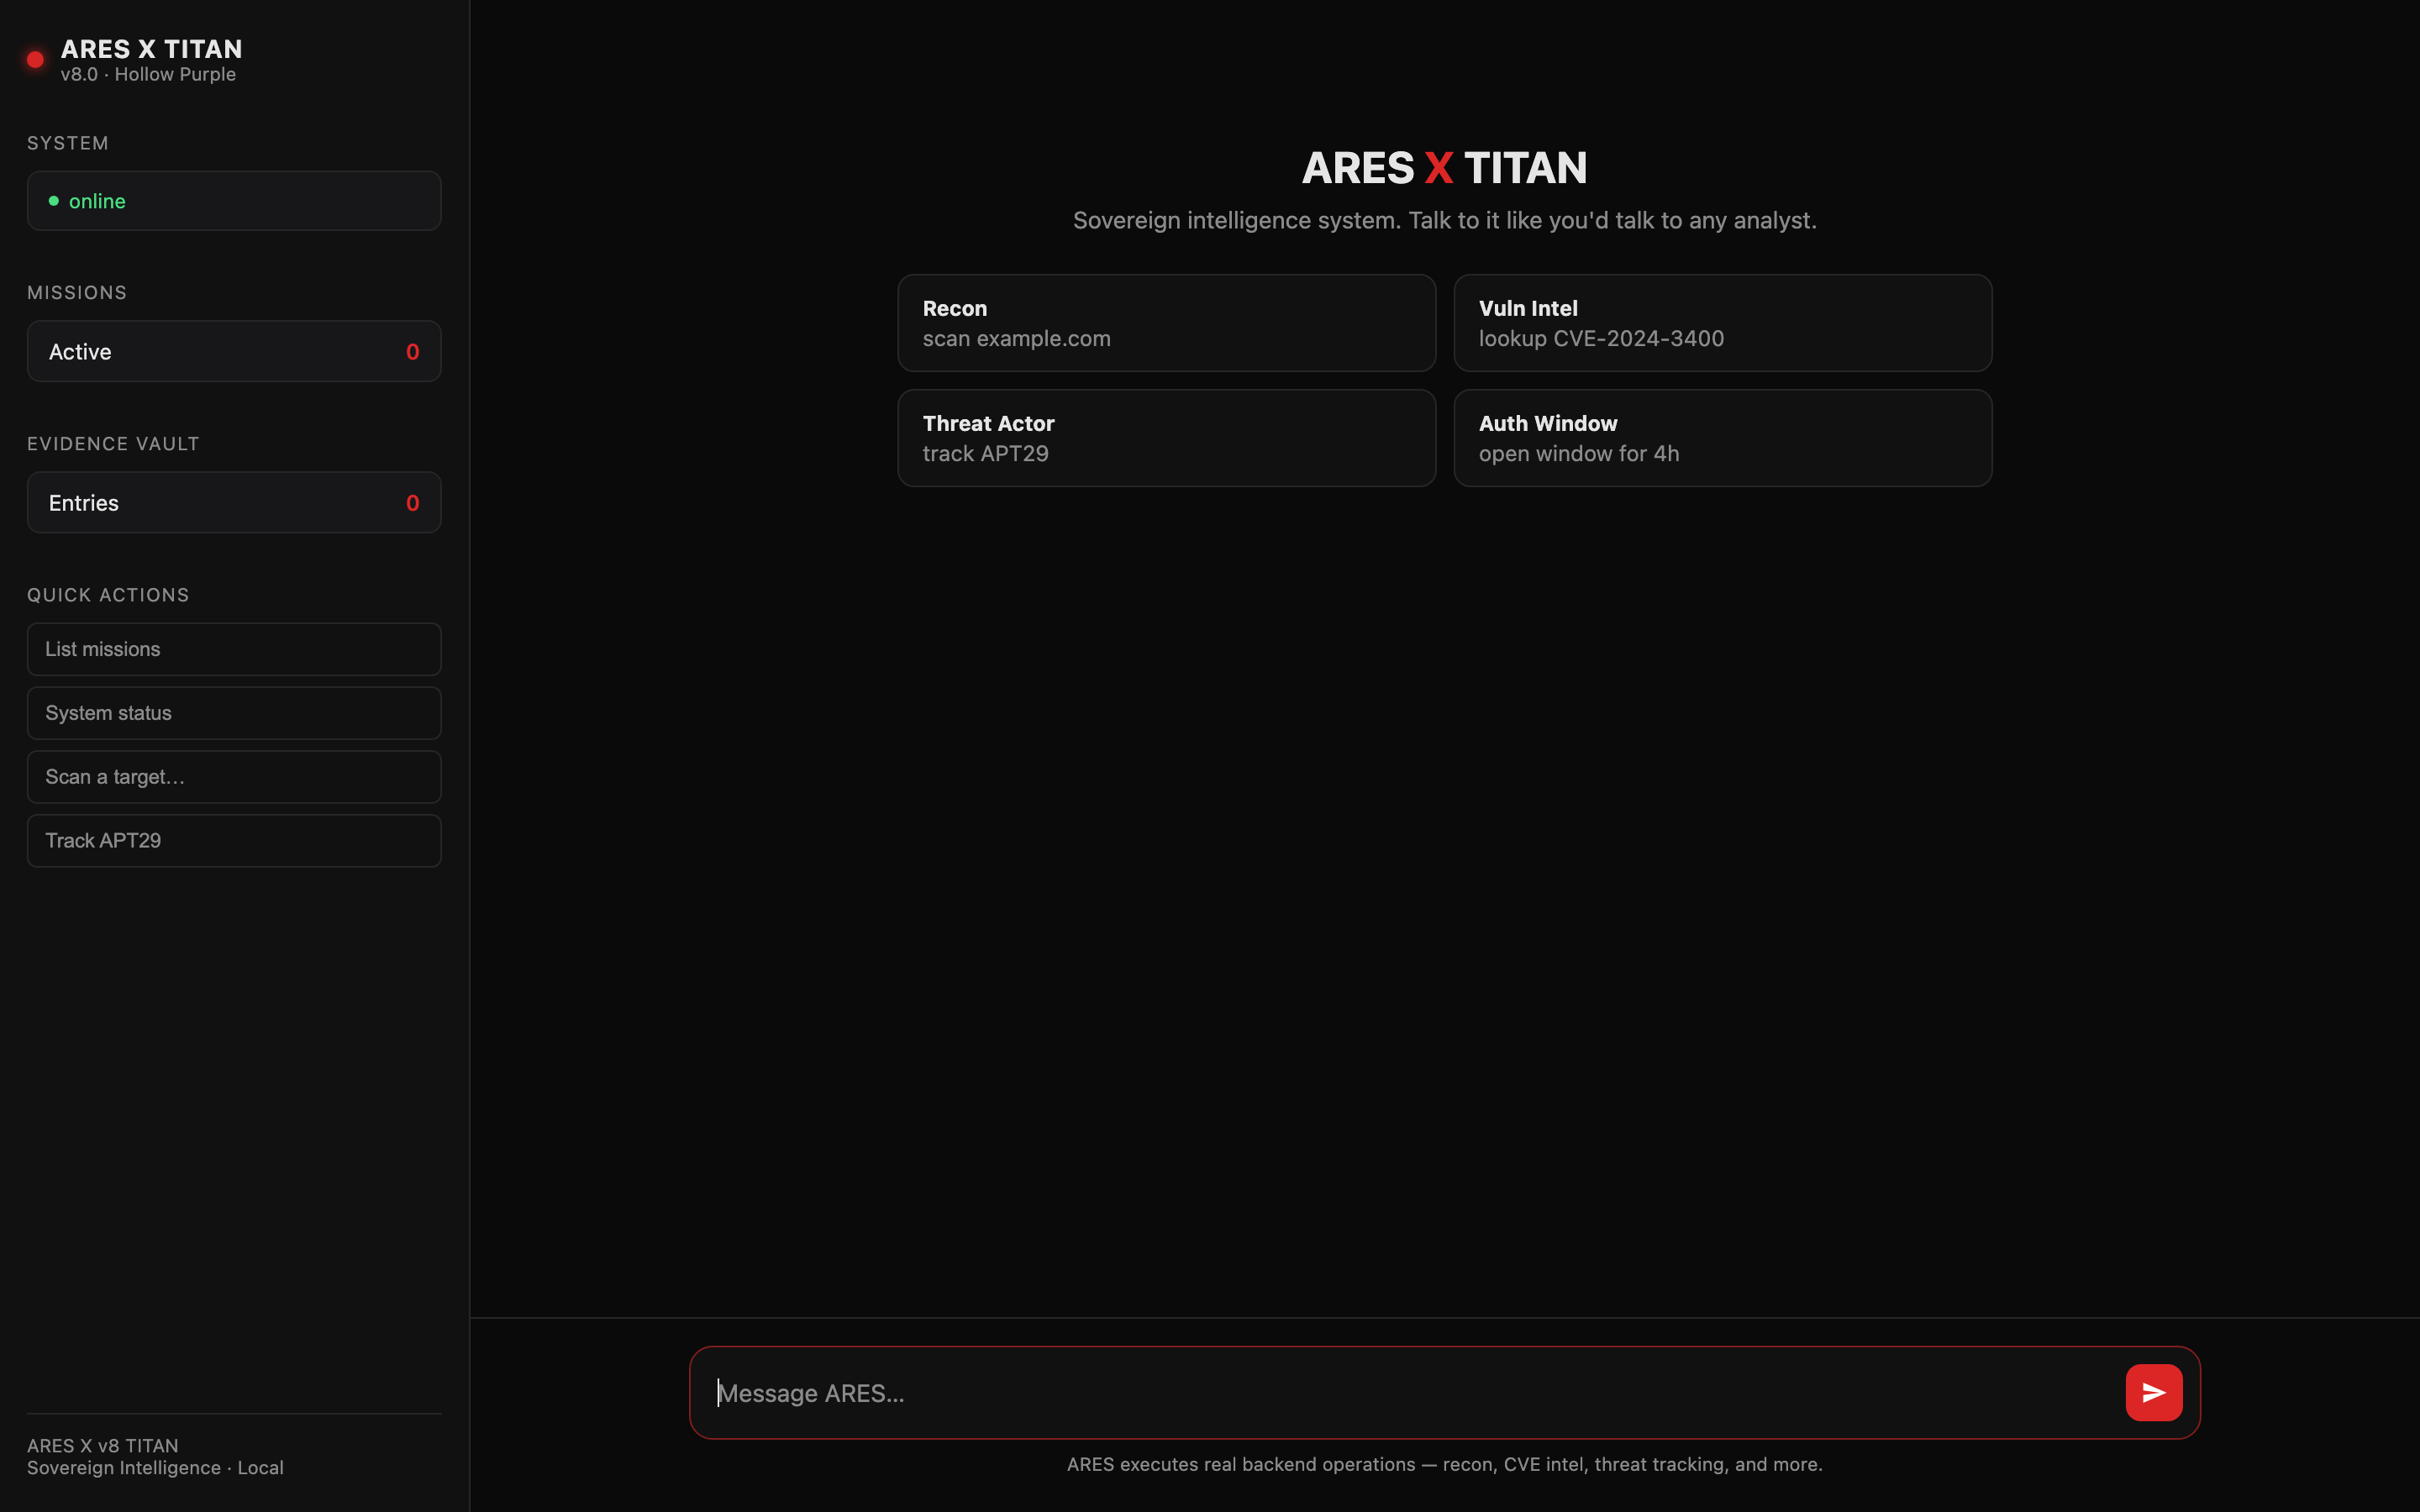 ARES X TITAN
v8.0 · Hollow Purple
SYSTEM
online
MISSIONS
Active 0
EVIDENCE VAULT
Entries 0
QUICK ACTIONS
List missions
System status
Scan a target…
Track APT29
ARES X v8 TITAN
Sovereign Intelligence · Local
ARES X TITAN
Sovereign intelligence system. Talk to it like you'd talk to any analyst.
Recon
scan example.com
Vuln Intel
lookup CVE-2024-3400
Threat Actor
track APT29
Auth Window
open window for 4h
Message ARES...
ARES executes real backend operations — recon, CVE intel, threat tracking, and more.